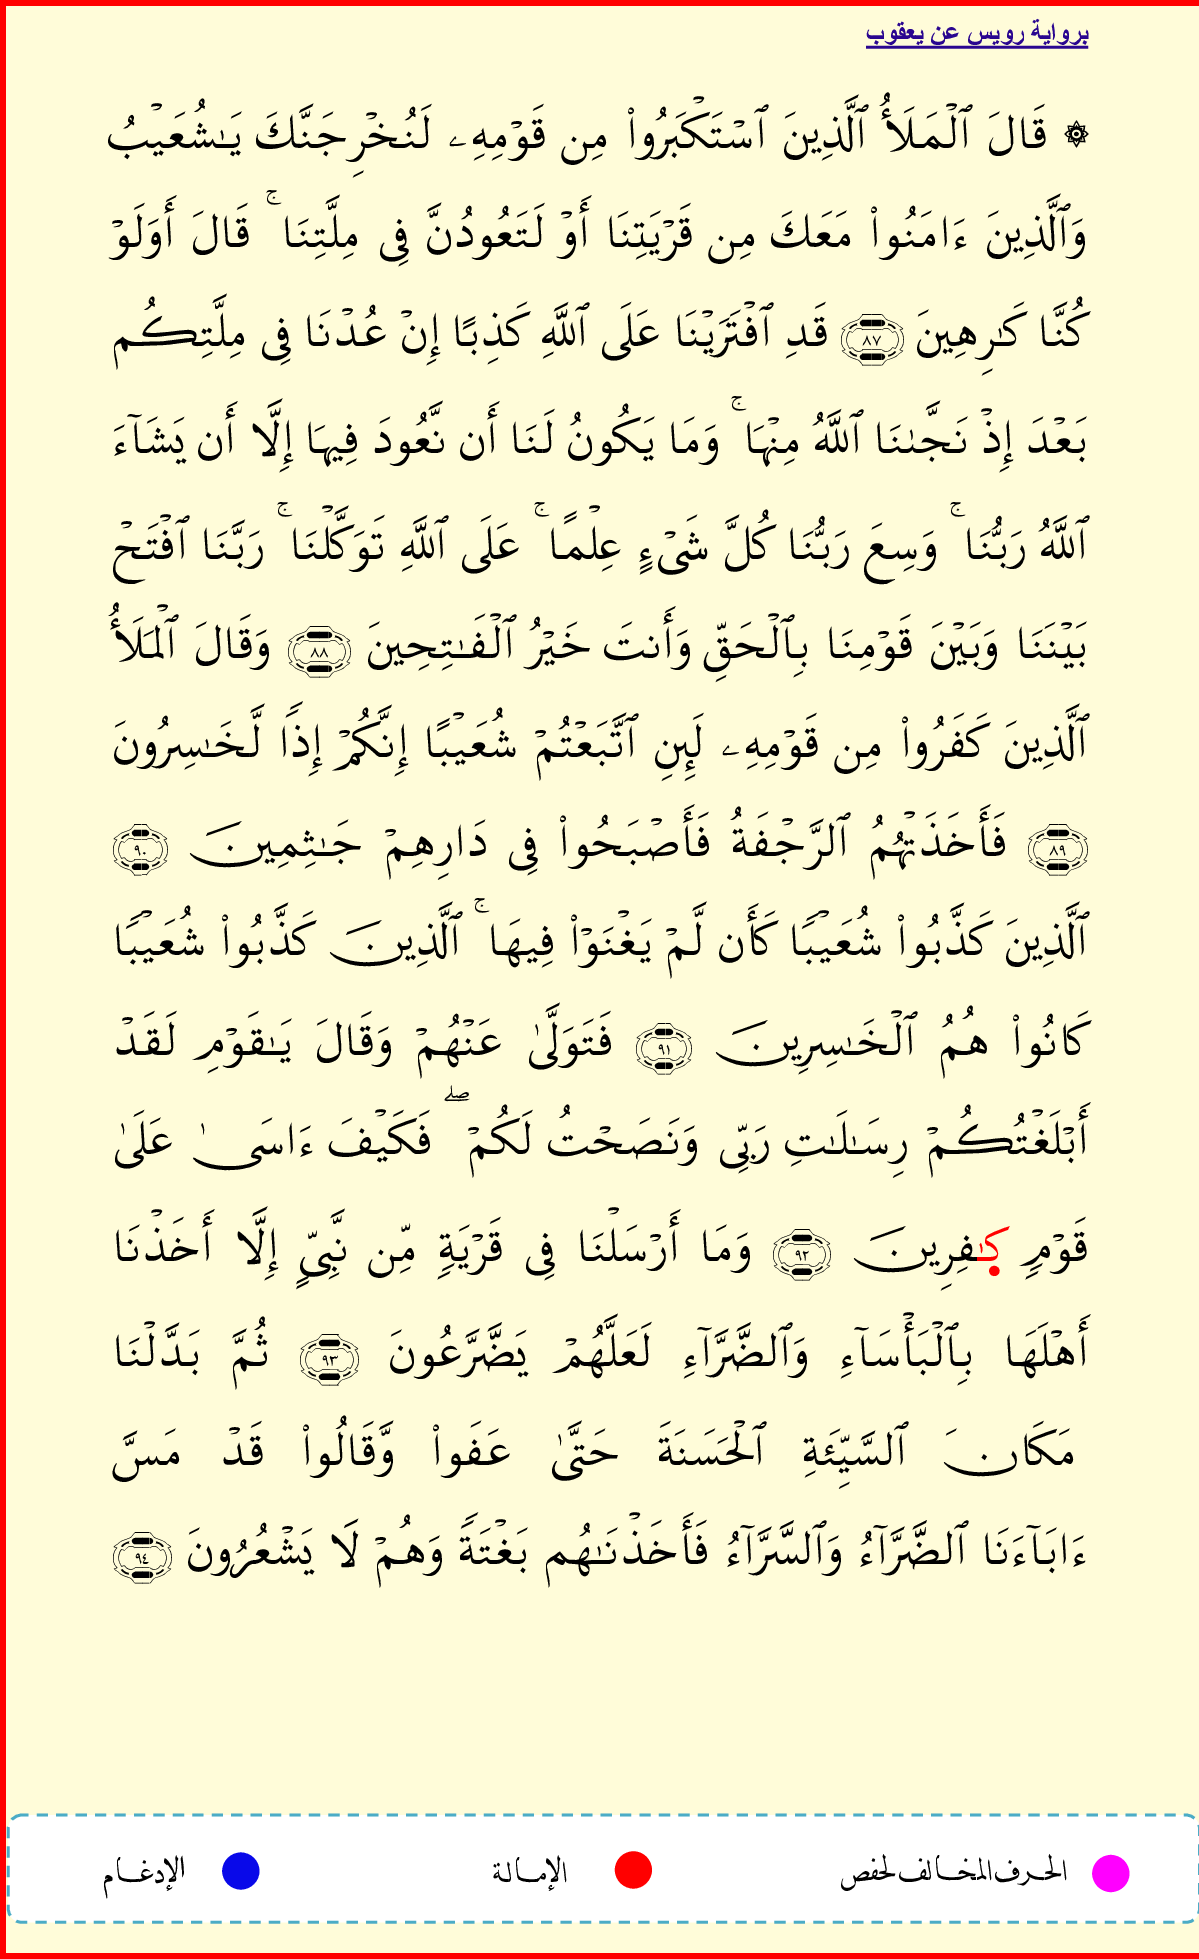 برواية رويس عن يعقوب
۞ قَالَ ٱلۡمَلَأُ ٱلَّذِينَ ٱسۡتَكۡبَرُواْ مِن قَوۡمِهِۦ لَنُخۡرِجَنَّكَ يَٰشُعَيۡبُ
وَٱلَّذِينَ ءَامَنُواْ مَعَكَ مِن قَرۡيَتِنَا أَوۡ لَتَعُودُنَّ فِي مِلَّتِنَاۚ قَالَ أَوَلَوۡ
كُنَّا كَٰرِهِينَ ٨٧ قَدِ ٱفۡتَرَيۡنَا عَلَى ٱللَّهِ كَذِبًا إِنۡ عُدۡنَا فِي مِلَّتِكُم
بَعۡدَ إِذۡ نَجَّىٰنَا ٱللَّهُ مِنۡهَاۚ وَمَا يَكُونُ لَنَا أَن نَّعُودَ فِيهَا إِلَّا أَن يَشَآءَ
ٱللَّهُ رَبُّنَاۚ وَسِعَ رَبُّنَا كُلَّ شَيۡءٍ عِلۡمًاۚ عَلَى ٱللَّهِ تَوَكَّلۡنَاۚ رَبَّنَا ٱفۡتَحۡ
بَيۡنَنَا وَبَيۡنَ قَوۡمِنَا بِٱلۡحَقِّ وَأَنتَ خَيۡرُ ٱلۡفَٰتِحِينَ ٨٨ وَقَالَ ٱلۡمَلَأُ
ٱلَّذِينَ كَفَرُواْ مِن قَوۡمِهِۦ لَئِنِ ٱتَّبَعۡتُمۡ شُعَيۡبًا إِنَّكُمۡ إِذًا لَّخَٰسِرُونَ
٨٩ فَأَخَذَتۡهُمُ ٱلرَّجۡفَةُ فَأَصۡبَحُواْ فِي دَارِهِمۡ جَٰثِمِينَ ٩٠
ٱلَّذِينَ كَذَّبُواْ شُعَيۡبًا كَأَن لَّمۡ يَغۡنَوۡاْ فِيهَاۚ ٱلَّذِينَ كَذَّبُواْ شُعَيۡبًا
كَانُواْ هُمُ ٱلۡخَٰسِرِينَ ٩١ فَتَوَلَّىٰ عَنۡهُمۡ وَقَالَ يَٰقَوۡمِ لَقَدۡ
أَبۡلَغۡتُكُمۡ رِسَٰلَٰتِ رَبِّي وَنَصَحۡتُ لَكُمۡۖ فَكَيۡفَ ءَاسَىٰ عَلَىٰ
قَوۡمٍ كَٰفِرِينَ ٩٢ وَمَا أَرۡسَلۡنَا فِي قَرۡيَةٍ مِّن نَّبِيٍّ إِلَّا أَخَذۡنَا
أَهۡلَهَا بِٱلۡبَأۡسَآءِ وَٱلضَّرَّآءِ لَعَلَّهُمۡ يَضَّرَّعُونَ ٩٣ ثُمَّ بَدَّلۡنَا
مَكَانَ ٱلسَّيِّئَةِ ٱلۡحَسَنَةَ حَتَّىٰ عَفَواْ وَّقَالُواْ قَدۡ مَسَّ
ءَابَآءَنَا ٱلضَّرَّآءُ وَٱلسَّرَّآءُ فَأَخَذۡنَٰهُم بَغۡتَةً وَهُمۡ لَا يَشۡعُرُونَ ٩٤
الحرف المخالف لحفص الإمالة الإدغام